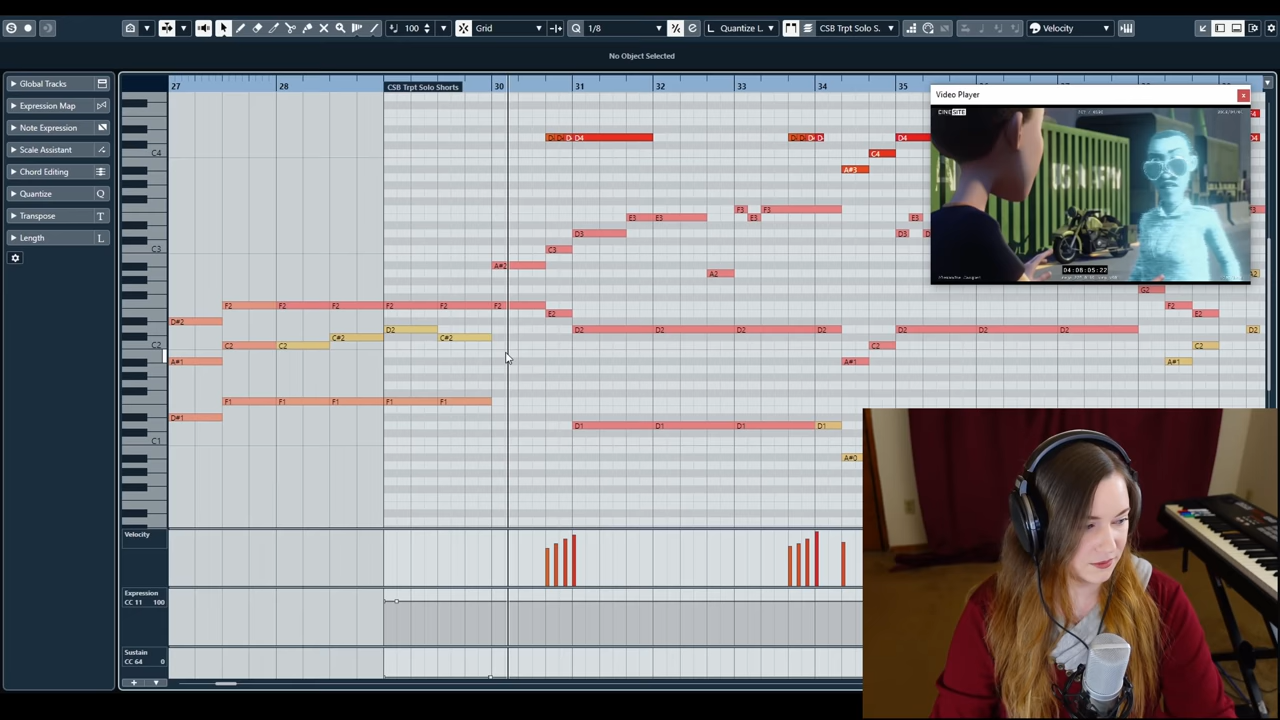 100
Grid
1/8
Quantize L.
CSB Trpt Solo S.
Velocity
No Object Selected
Global Tracks
Expression Map
Note Expression
Scale Assistant
Chord Editing
Quantize Q
Transpose T
Length L
27 28 30 31 32 33 34 35
CSB Trpt Solo Shorts
Video Player
CINESITE
US ARMY
04:08:05:22
C4
C3
C2
C1
D4
D4
C4
A#3
F3 F3
E3 E3 E3 E3
D3 D3
C3
A2
A#2
G2
F2 F2 F2 F2 F2 F2 F2
E2 E2
D#2 D2 D2 D2 D2 D2 D2 D2 D2 D2
C#2 C#2
C2 C2 C2 C2
A#1 A#1 A#1
F1 F1 F1 F1 F1
D#1 D1 D1 D1 D1
A#0
Velocity
Expression
CC 11 100
Sustain
CC 64 0